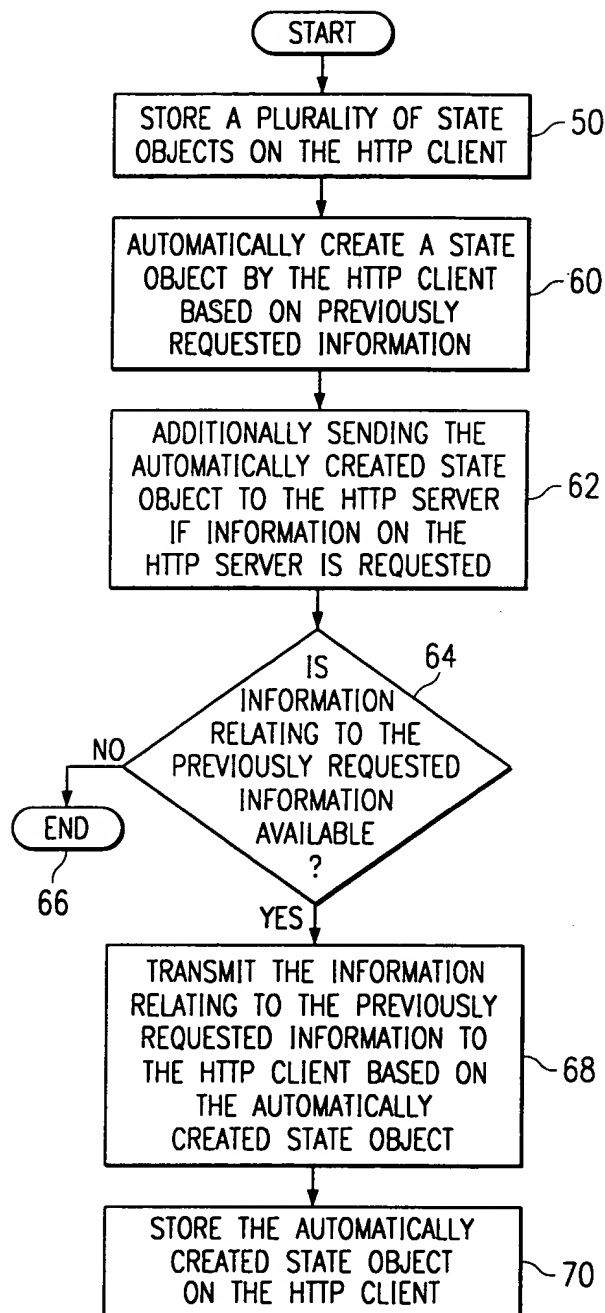 START
STORE A PLURALITY OF STATE
OBJECTS ON THE HTTP CLIENT
50
AUTOMATICALLY CREATE A STATE
OBJECT BY THE HTTP CLIENT
BASED ON PREVIOUSLY
REQUESTED INFORMATION
60
ADDITIONALLY SENDING THE
AUTOMATICALLY CREATED STATE
OBJECT TO THE HTTP SERVER
IF INFORMATION ON THE
HTTP SERVER IS REQUESTED
62
IS
INFORMATION
RELATING TO THE
PREVIOUSLY REQUESTED
INFORMATION
AVAILABLE
?
64
NO
END
66
YES
TRANSMIT THE INFORMATION
RELATING TO THE PREVIOUSLY
REQUESTED INFORMATION TO
THE HTTP CLIENT BASED ON
THE AUTOMATICALLY
CREATED STATE OBJECT
68
STORE THE AUTOMATICALLY
CREATED STATE OBJECT
ON THE HTTP CLIENT
70